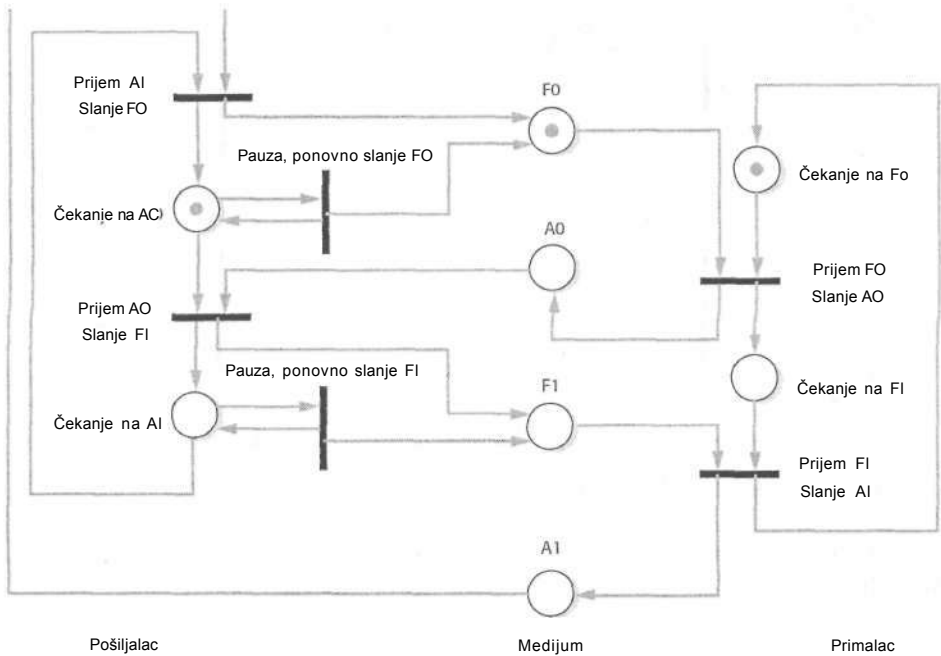 Prijem AI
Slanje FO
F0
Pauza, ponovno slanje FO
Čekanje na Fo
Čekanje na AC)
A0
Prijem FO
Slanje AO
Prijem AO
Slanje FI
Pauza, ponovno slanje FI
F1
Čekanje na FI
Čekanje na AI
Prijem FI
Slanje AI
A1
Pošiljalac
Medijum
Primalac